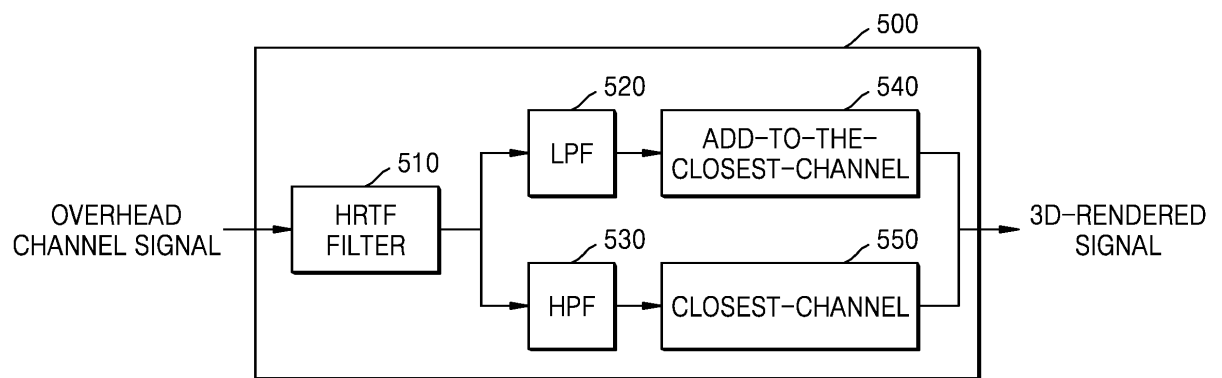 500
520
540
LPF
ADD-TO-THE-
CLOSEST-CHANNEL
510
OVERHEAD
CHANNEL SIGNAL
HRTF
FILTER
3D-RENDERED
SIGNAL
530
550
HPF
CLOSEST-CHANNEL